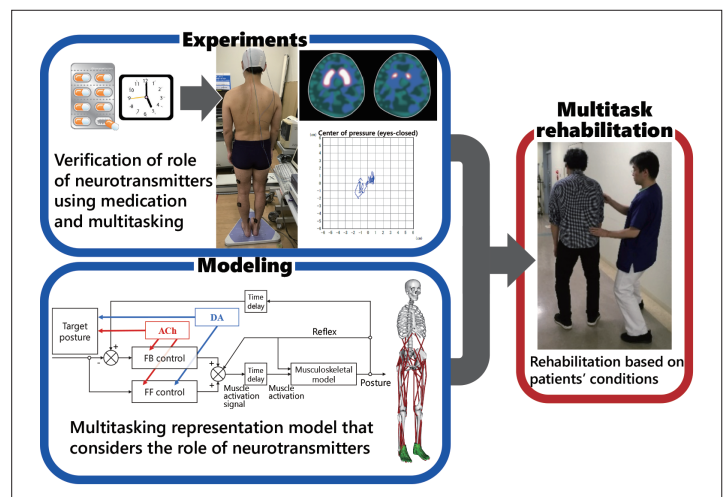 Experiments
Verification of role
of neurotransmitters
using medication
and multitasking
Center of pressure (eyes-closed)
Modeling
Target
posture
ACh
DA
Time
delay
Reflex
FB control
FF control
Muscle
activation
signal
Time
delay
Muscle
activation
Musculoskeletal
model
Posture
Multitasking representation model that
considers the role of neurotransmitters
Multitask
rehabilitation
Rehabilitation based on
patients' conditions